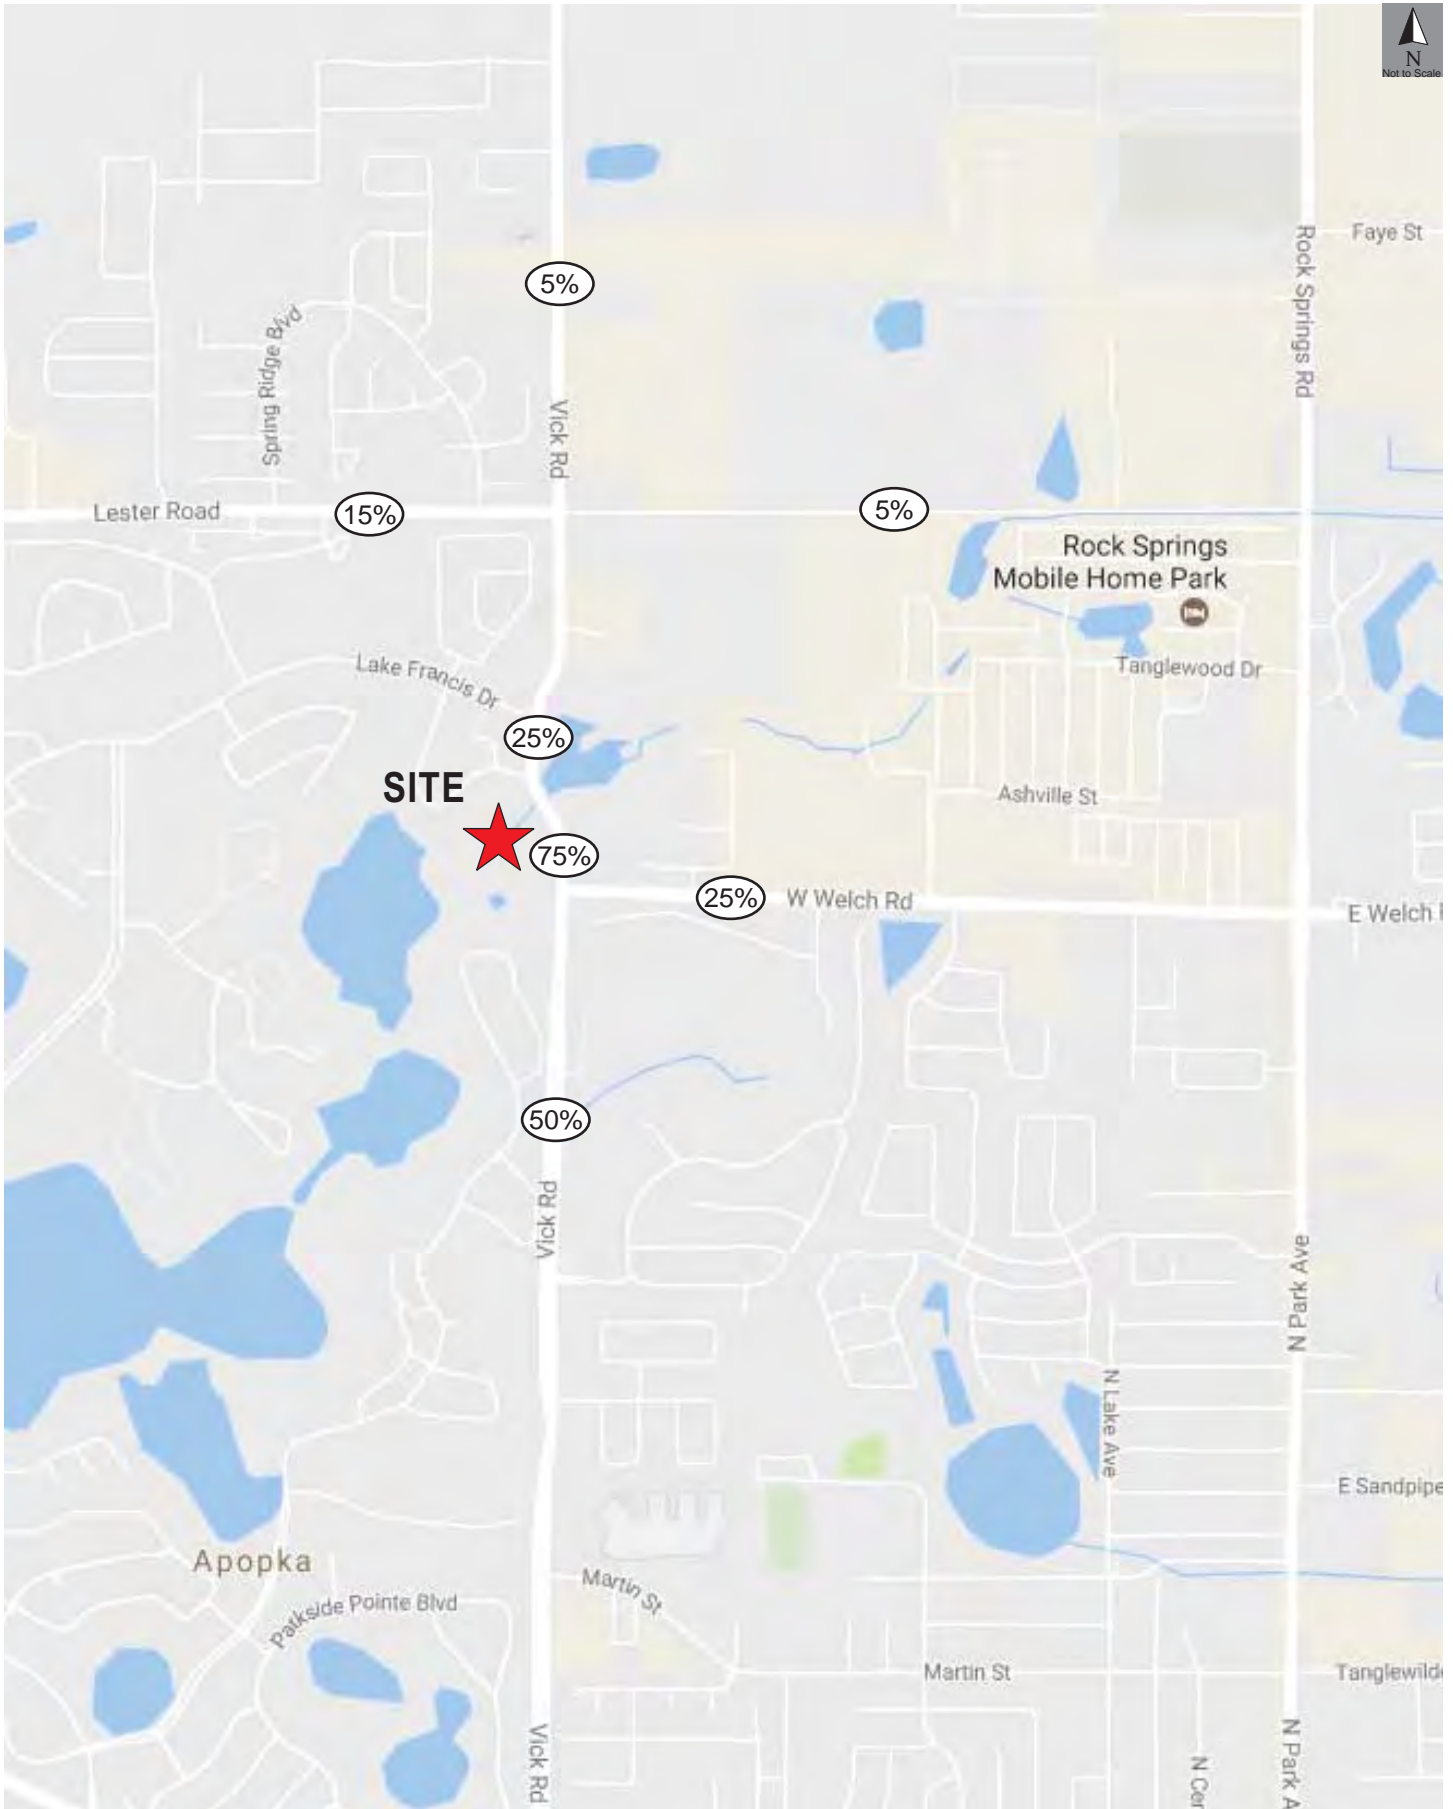 N
Not to Scale
Faye St
Rock Springs Rd
5%
Spring Ridge Blvd
Vick Rd
Lester Road
15%
5%
Rock Springs
Mobile Home Park
Tanglewood Dr
Lake Francis Dr
25%
SITE
Ashville St
75%
25%
W Welch Rd
E Welch
50%
Vick Rd
N Park Ave
N Lake Ave
E Sandpipe
Apopka
Martin St
Parkside Pointe Blvd
Martin St
Tanglewild
Vick Rd
N Cer
N Park A